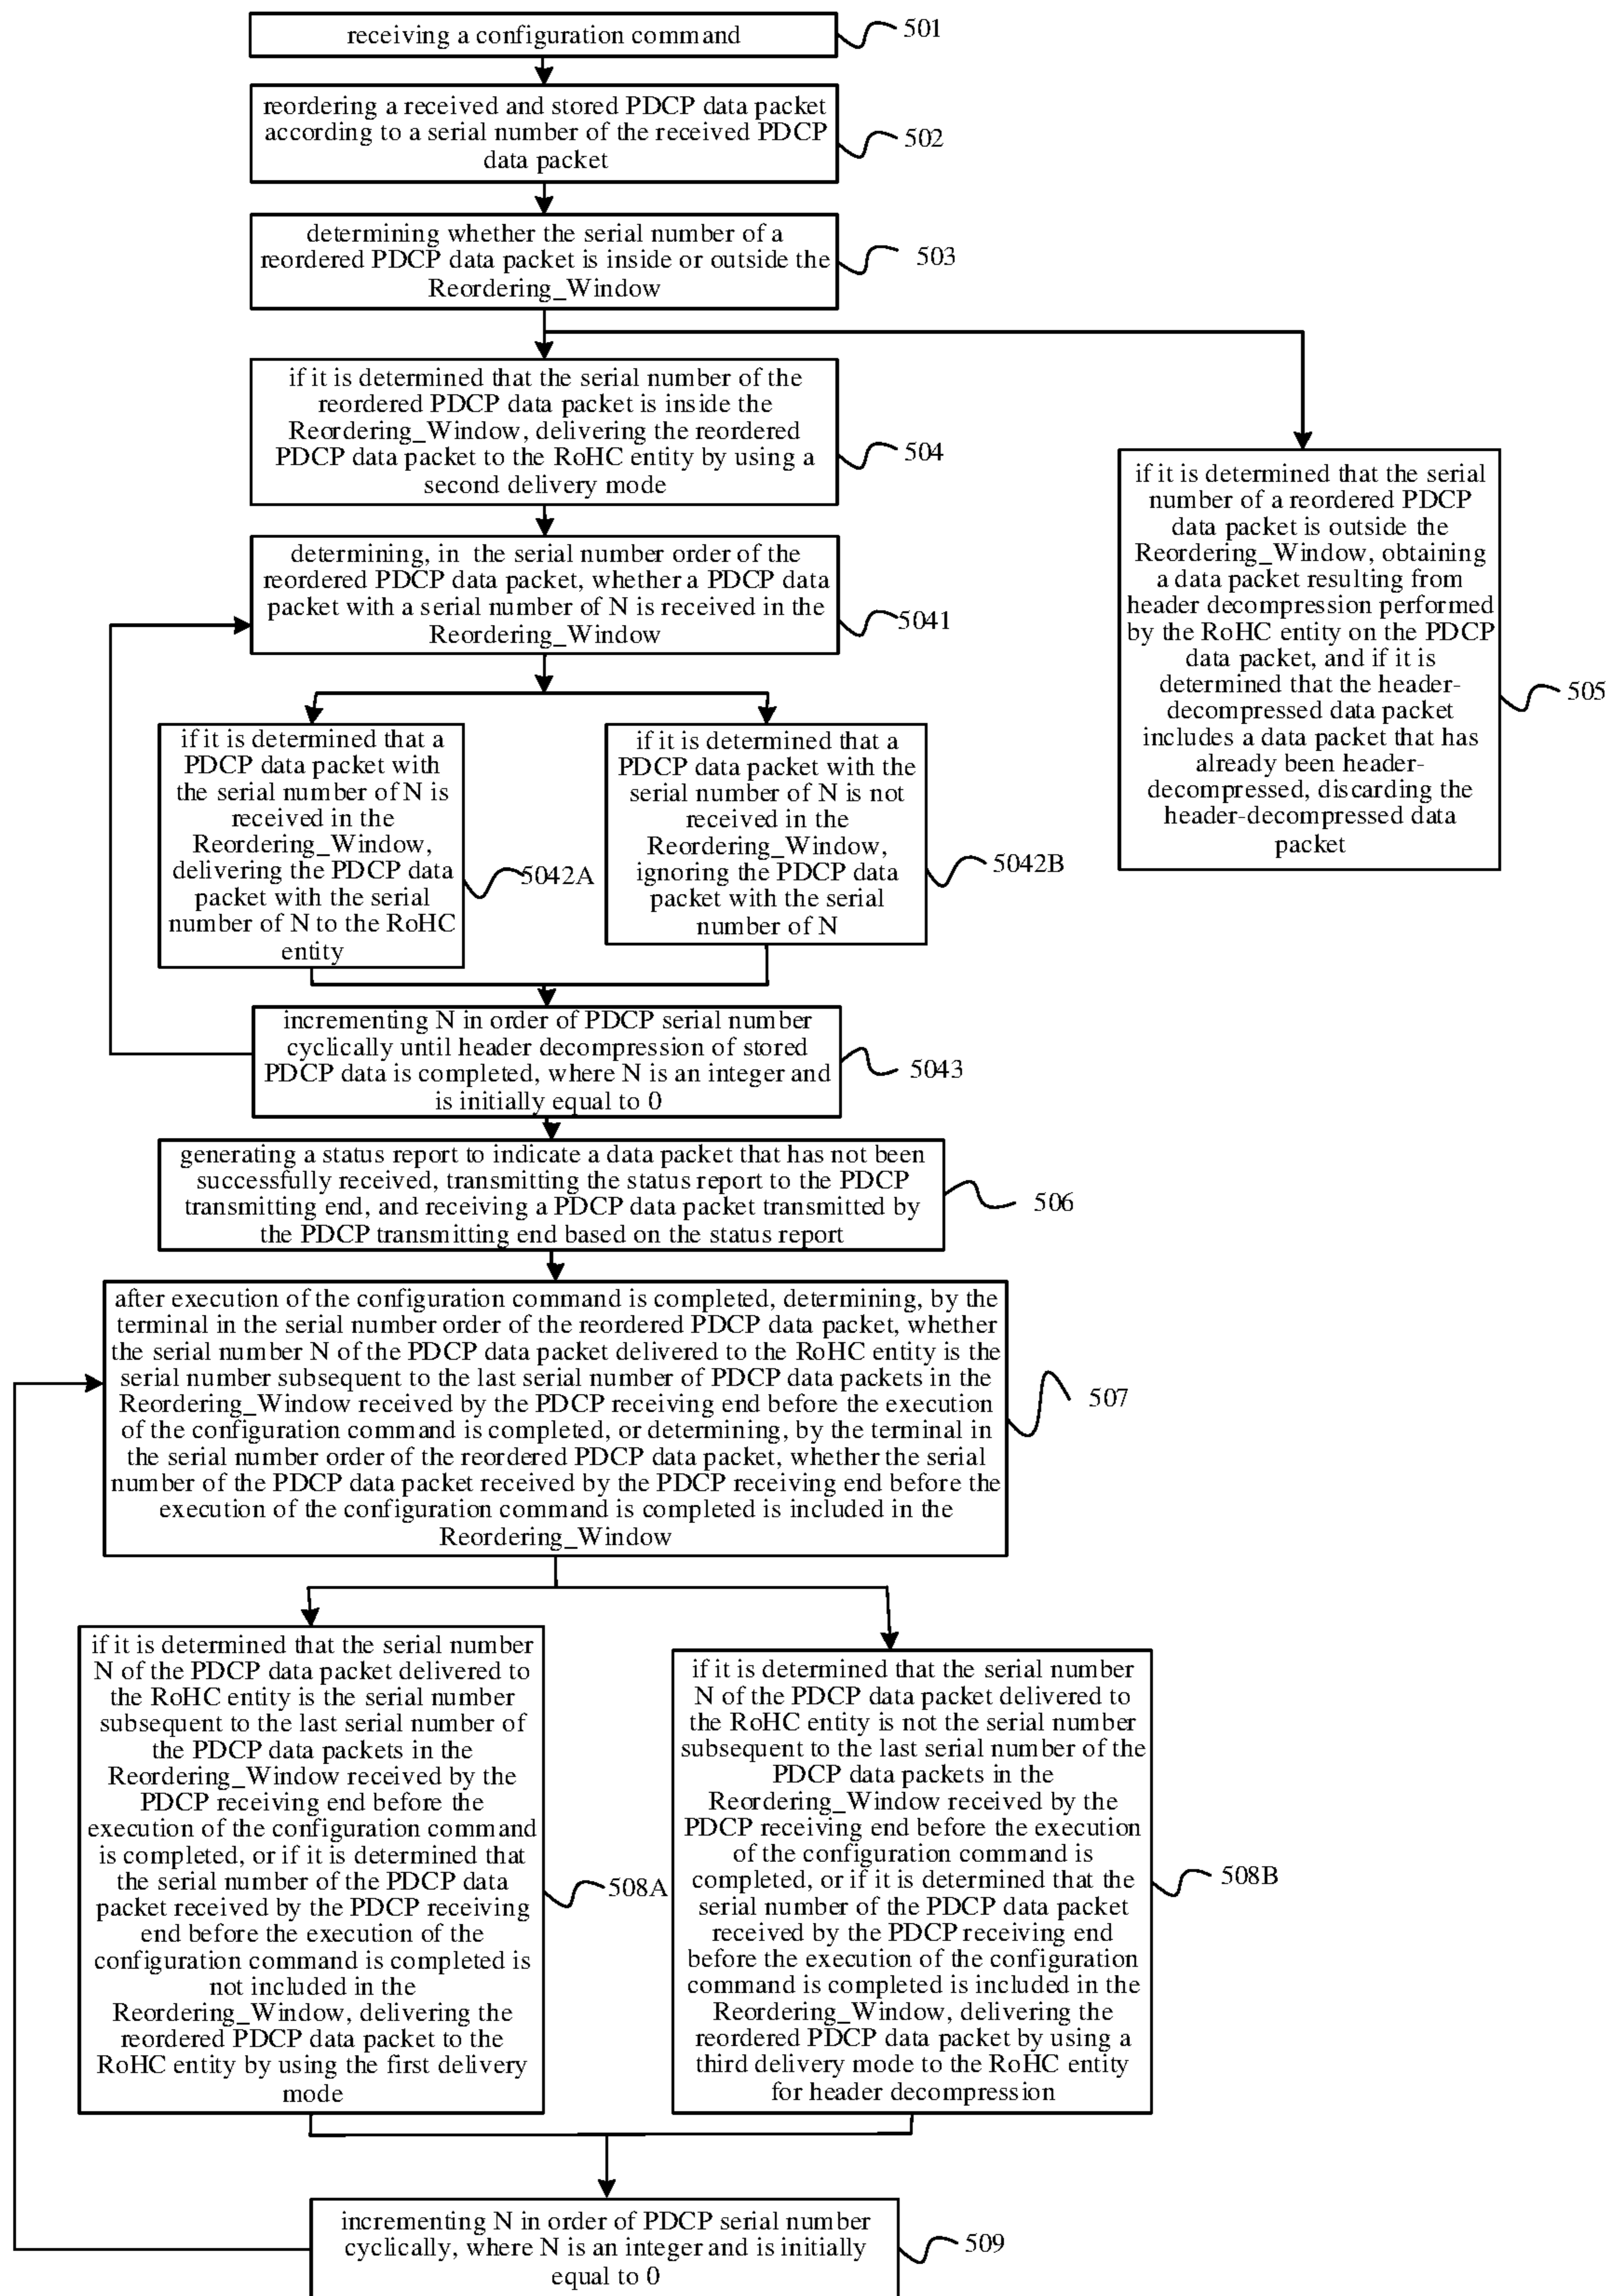 receiving a configuration command
501
reordering a received and stored PDCP data packet
according to a serial number of the received PDCP
data packet
502
determining whether the serial number of a
reordered PDCP data packet is inside or outside the
Reordering_Window
503
if it is determined that the serial number of the
reordered PDCP data packet is inside the
Reordering_Window, delivering the reordered
PDCP data packet to the RoHC entity by using a
second delivery mode
504
if it is determined that the serial
number of a reordered PDCP
data packet is outside the
Reordering_Window, obtaining
a data packet resulting from
header decompression performed
by the RoHC entity on the PDCP
data packet, and if it is
determined that the header-
decompressed data packet
includes a data packet that has
already been header-
decompressed, discarding the
header-decompressed data
packet
505
determining, in the serial number order of the
reordered PDCP data packet, whether a PDCP data
packet with a serial number of N is received in the
Reordering_Window
5041
if it is determined that a
PDCP data packet with
the serial number of N is
received in the
Reordering_Window,
delivering the PDCP data
packet with the serial
number of N to the RoHC
entity
5042A
if it is determined that a
PDCP data packet with the
serial number of N is not
received in the
Reordering_Window,
ignoring the PDCP data
packet with the serial
number of N
5042B
incrementing N in order of PDCP serial number
cyclically until header decompression of stored
PDCP data is completed, where N is an integer and
is initially equal to 0
5043
generating a status report to indicate a data packet that has not been
successfully received, transmitting the status report to the PDCP
transmitting end, and receiving a PDCP data packet transmitted by
the PDCP transmitting end based on the status report
506
after execution of the configuration command is completed, determining, by the
terminal in the serial number order of the reordered PDCP data packet, whether
the serial number N of the PDCP data packet delivered to the RoHC entity is the
serial number subsequent to the last serial number of PDCP data packets in the
Reordering_Window received by the PDCP receiving end before the execution
of the configuration command is completed, or determining, by the terminal in
the serial number order of the reordered PDCP data packet, whether the serial
number of the PDCP data packet received by the PDCP receiving end before the
execution of the configuration command is completed is included in the
Reordering_Window
507
if it is determined that the serial number
N of the PDCP data packet delivered to
the RoHC entity is the serial number
subsequent to the last serial number of
the PDCP data packets in the
Reordering_Window received by the
PDCP receiving end before the
execution of the configuration command
is completed, or if it is determined that
the serial number of the PDCP data
packet received by the PDCP receiving
end before the execution of the
configuration command is completed is
not included in the
Reordering_Window, delivering the
reordered PDCP data packet to the
RoHC entity by using the first delivery
mode
508A
if it is determined that the serial number
N of the PDCP data packet delivered to
the RoHC entity is not the serial number
subsequent to the last serial number of the
PDCP data packets in the
Reordering_Window received by the
PDCP receiving end before the execution
of the configuration command is
completed, or if it is determined that the
serial number of the PDCP data packet
received by the PDCP receiving end
before the execution of the configuration
command is completed is included in the
Reordering_Window, delivering the
reordered PDCP data packet by using a
third delivery mode to the RoHC entity
for header decompression
508B
incrementing N in order of PDCP serial number
cyclically, where N is an integer and is initially
equal to 0
509